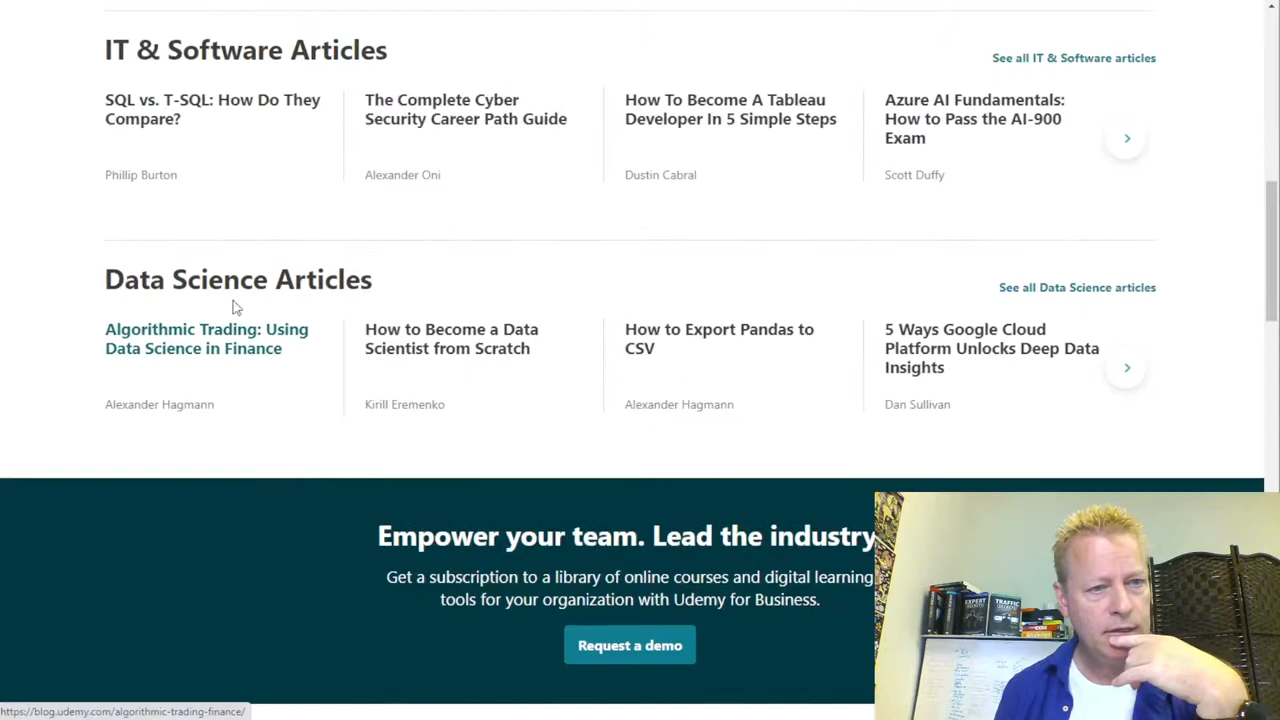 IT & Software Articles
See all IT & Software articles
SQL vs. T-SQL: How Do They
Compare?
Phillip Burton
The Complete Cyber
Security Career Path Guide
Alexander Oni
How To Become A Tableau
Developer In 5 Simple Steps
Dustin Cabral
Azure AI Fundamentals:
How to Pass the AI-900
Exam
Scott Duffy
Data Science Articles
See all Data Science articles
Algorithmic Trading: Using
Data Science in Finance
Alexander Hagmann
How to Become a Data
Scientist from Scratch
Kirill Eremenko
How to Export Pandas to
CSV
Alexander Hagmann
5 Ways Google Cloud
Platform Unlocks Deep Data
Insights
Dan Sullivan
Empower your team. Lead the industry
Get a subscription to a library of online courses and digital learning
tools for your organization with Udemy for Business.
Request a demo
https://blog.udemy.com/algorithmic-trading-finance/
EXPERT
SECRETS
TRAFFIC
SECRETS